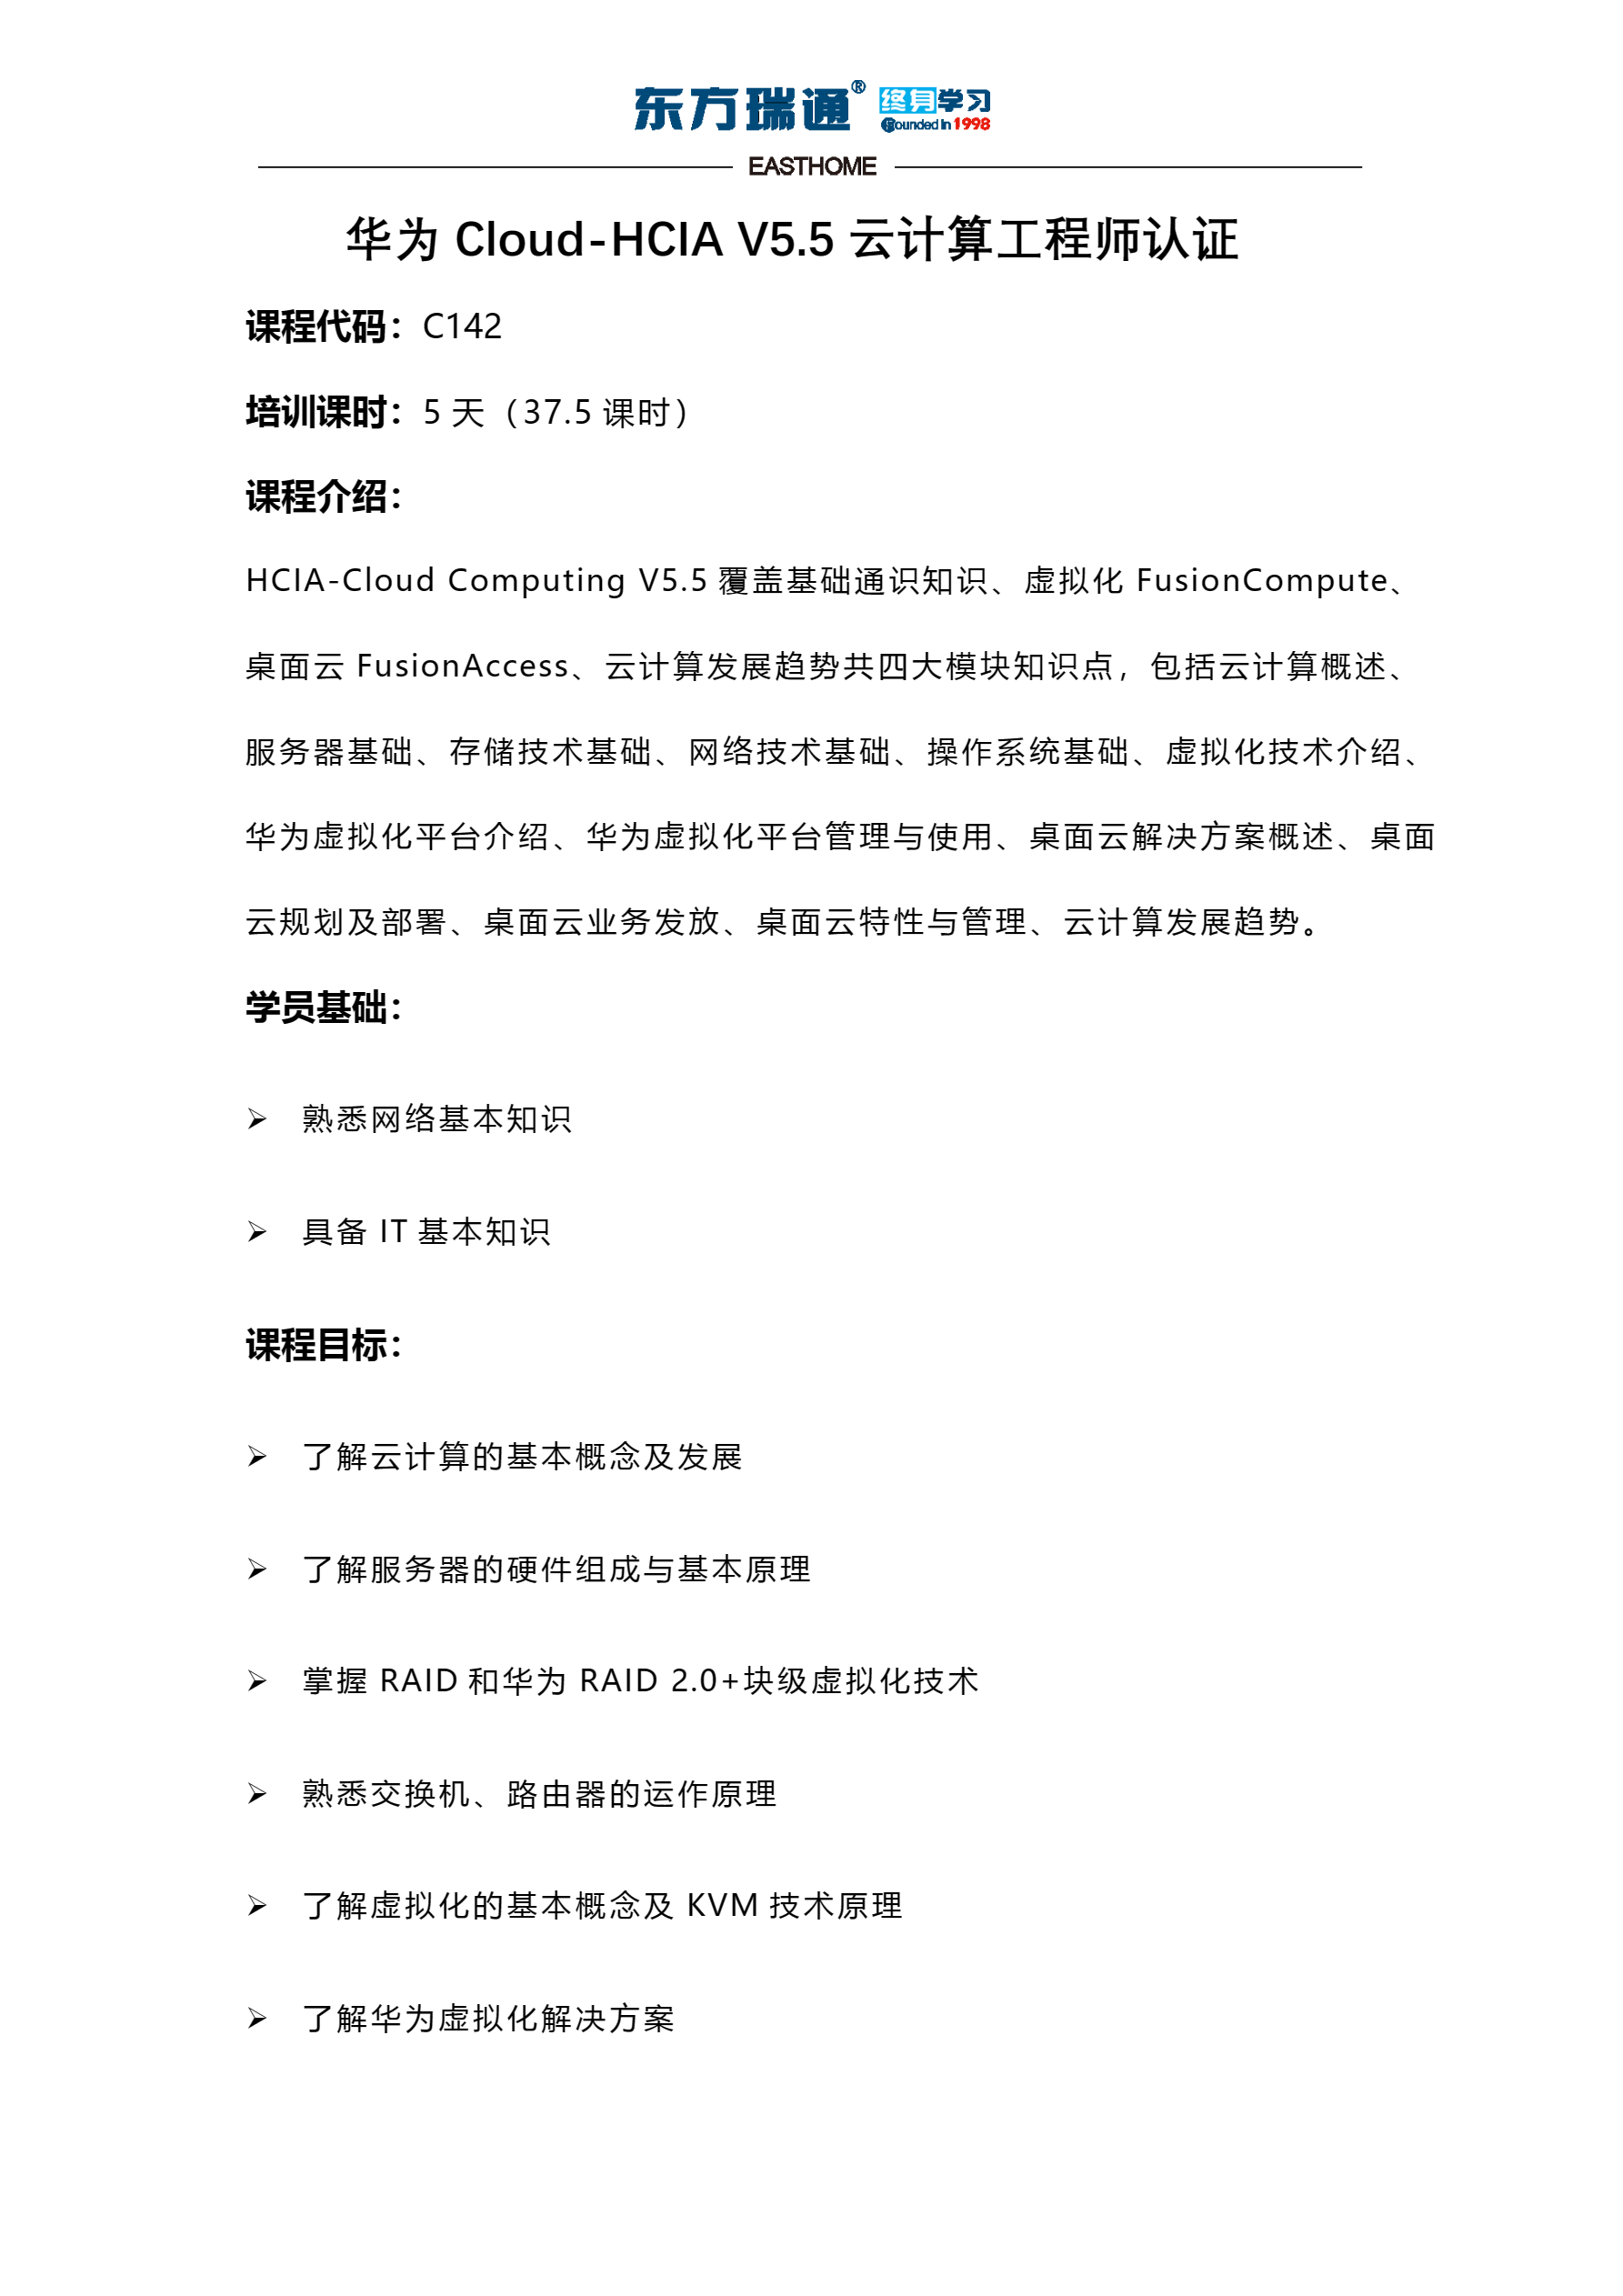 东方瑞通® 终身学习
Founded in 1998
EASTHOME
华为 Cloud-HCIA V5.5 云计算工程师认证
课程代码：C142
培训课时：5 天（37.5 课时）
课程介绍：
HCIA-Cloud Computing V5.5 覆盖基础通识知识、虚拟化 FusionCompute、
桌面云 FusionAccess、云计算发展趋势共四大模块知识点，包括云计算概述、
服务器基础、存储技术基础、网络技术基础、操作系统基础、虚拟化技术介绍、
华为虚拟化平台介绍、华为虚拟化平台管理与使用、桌面云解决方案概述、桌面
云规划及部署、桌面云业务发放、桌面云特性与管理、云计算发展趋势。
学员基础：
➢ 熟悉网络基本知识
➢ 具备 IT 基本知识
课程目标：
➢ 了解云计算的基本概念及发展
➢ 了解服务器的硬件组成与基本原理
➢ 掌握 RAID 和华为 RAID 2.0+块级虚拟化技术
➢ 熟悉交换机、路由器的运作原理
➢ 了解虚拟化的基本概念及 KVM 技术原理
➢ 了解华为虚拟化解决方案